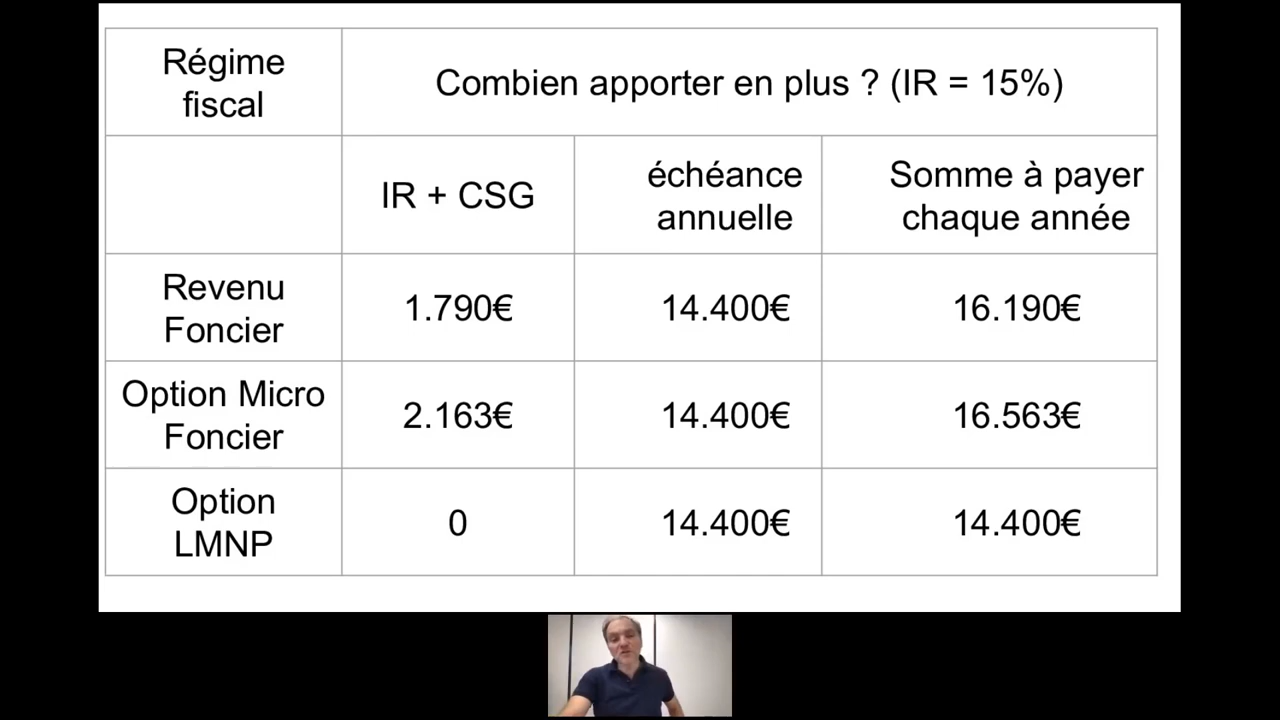 Régime
fiscal
Combien apporter en plus ? (IR = 15%)
IR + CSG
échéance
annuelle
Somme à payer
chaque année
Revenu
Foncier
1.790€
14.400€
16.190€
Option Micro
Foncier
2.163€
14.400€
16.563€
Option
LMNP
0
14.400€
14.400€